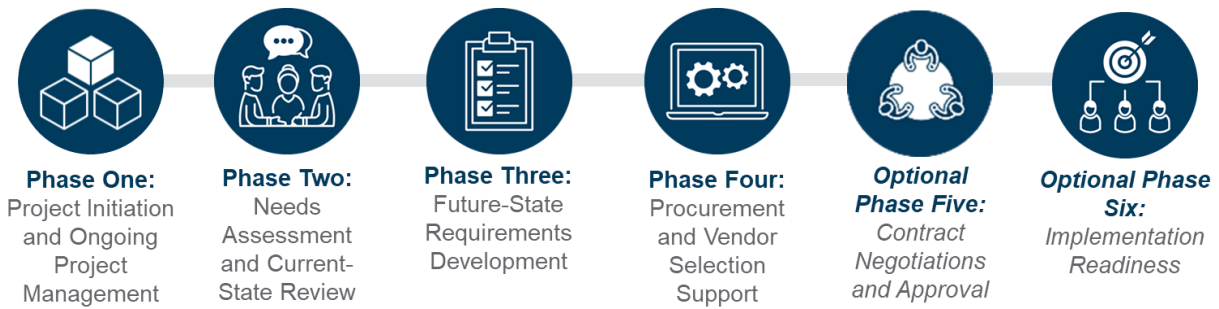 Phase One:
Project Initiation
and Ongoing
Project
Management
Phase Two:
Needs
Assessment
and Current-
State Review
Phase Three:
Future-State
Requirements
Development
Phase Four:
Procurement
and Vendor
Selection
Support
Optional
Phase Five:
Contract
Negotiations
and Approval
Optional Phase
Six:
Implementation
Readiness